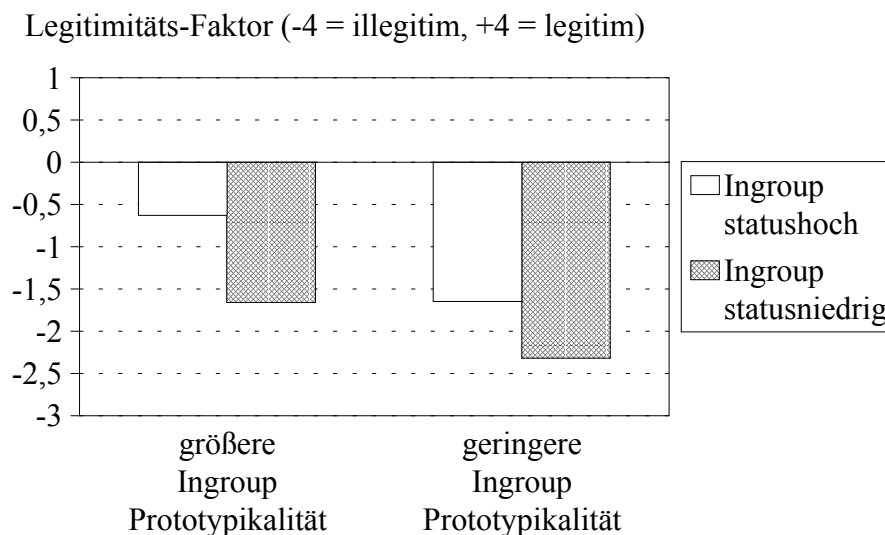 Legitimitäts-Faktor (-4 = illegitim, +4 = legitim)
1
0,5
0
-0,5
-1
-1,5
-2
-2,5
-3
größere
Ingroup
Prototypikalität
geringere
Ingroup
Prototypikalität
Ingroup
statushoch
Ingroup
statusniedrig